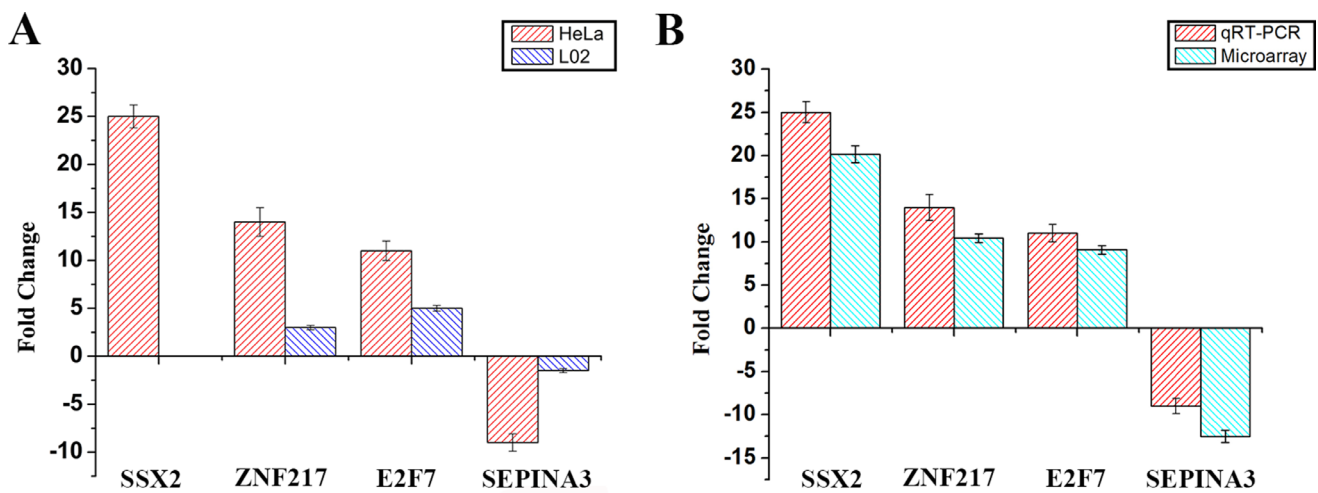 A
HeLa
L02
30
25
20
15
10
5
0
-5
-10
Fold Change
SSX2 ZNF217 E2F7 SEPINA3
B
qRT-PCR
Microarray
30
25
20
15
10
5
0
-5
-10
-15
Fold Change
SSX2 ZNF217 E2F7 SEPINA3